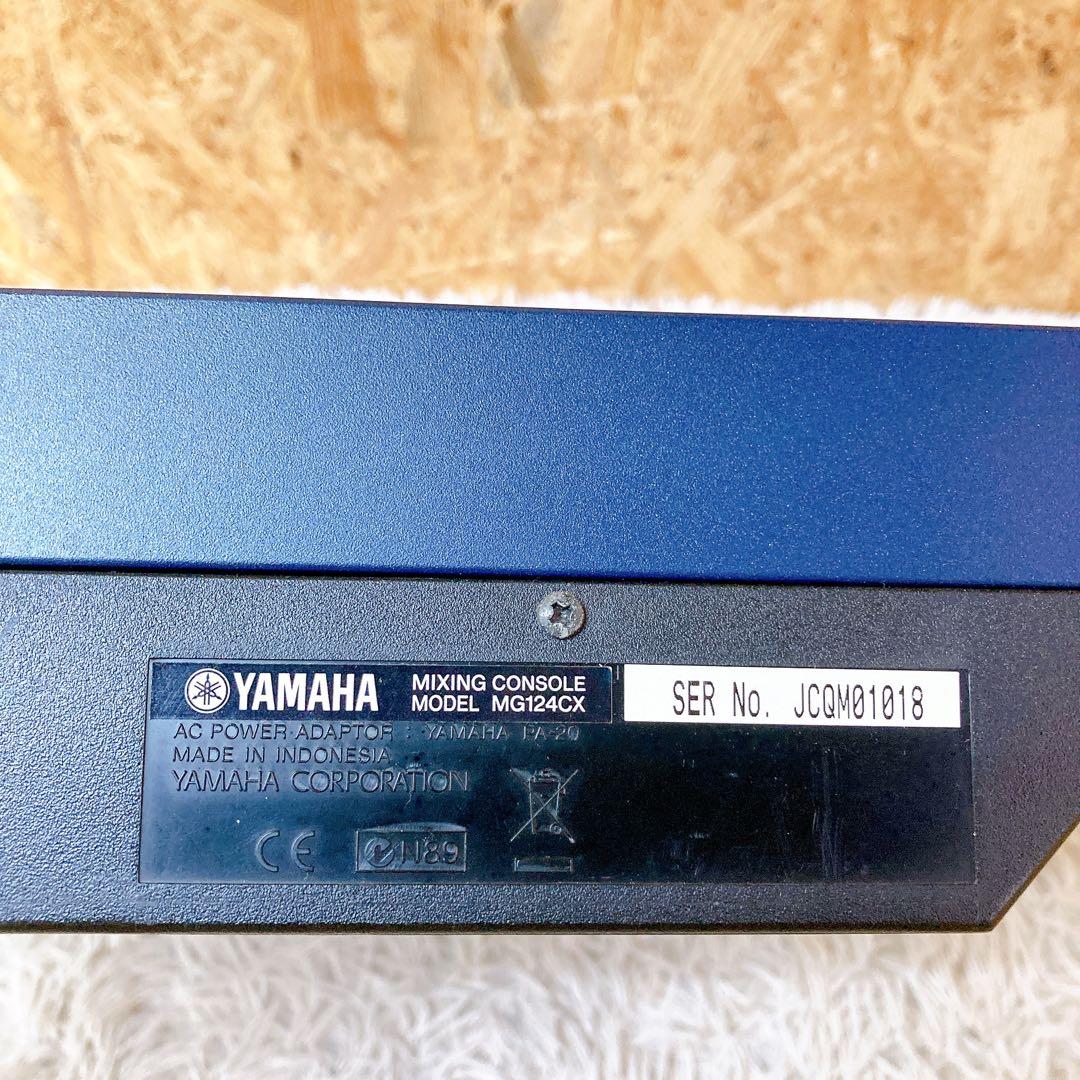 YAMAHA
MIXING CONSOLE
MODEL MG124CX
SER No. JCQM01018
AC POWER ADAPTOR : YAMAHA PA-20
MADE IN INDONESIA
YAMAHA CORPORATION
CE
N89